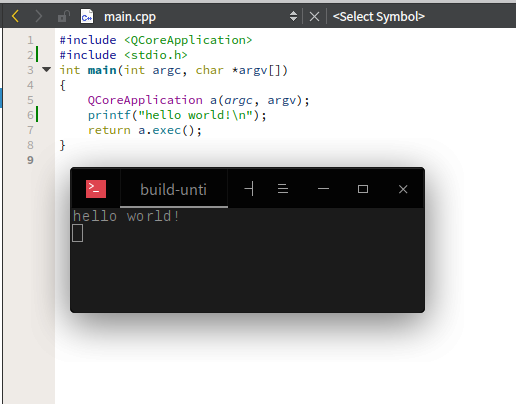 main.cpp <Select Symbol>
1 #include <QCoreApplication>
2 #include <stdio.h>
3 int main(int argc, char *argv[])
4 {
5 QCoreApplication a(argc, argv);
6 printf("hello world!\n");
7 return a.exec();
8 }
9
build-unti
hello world!